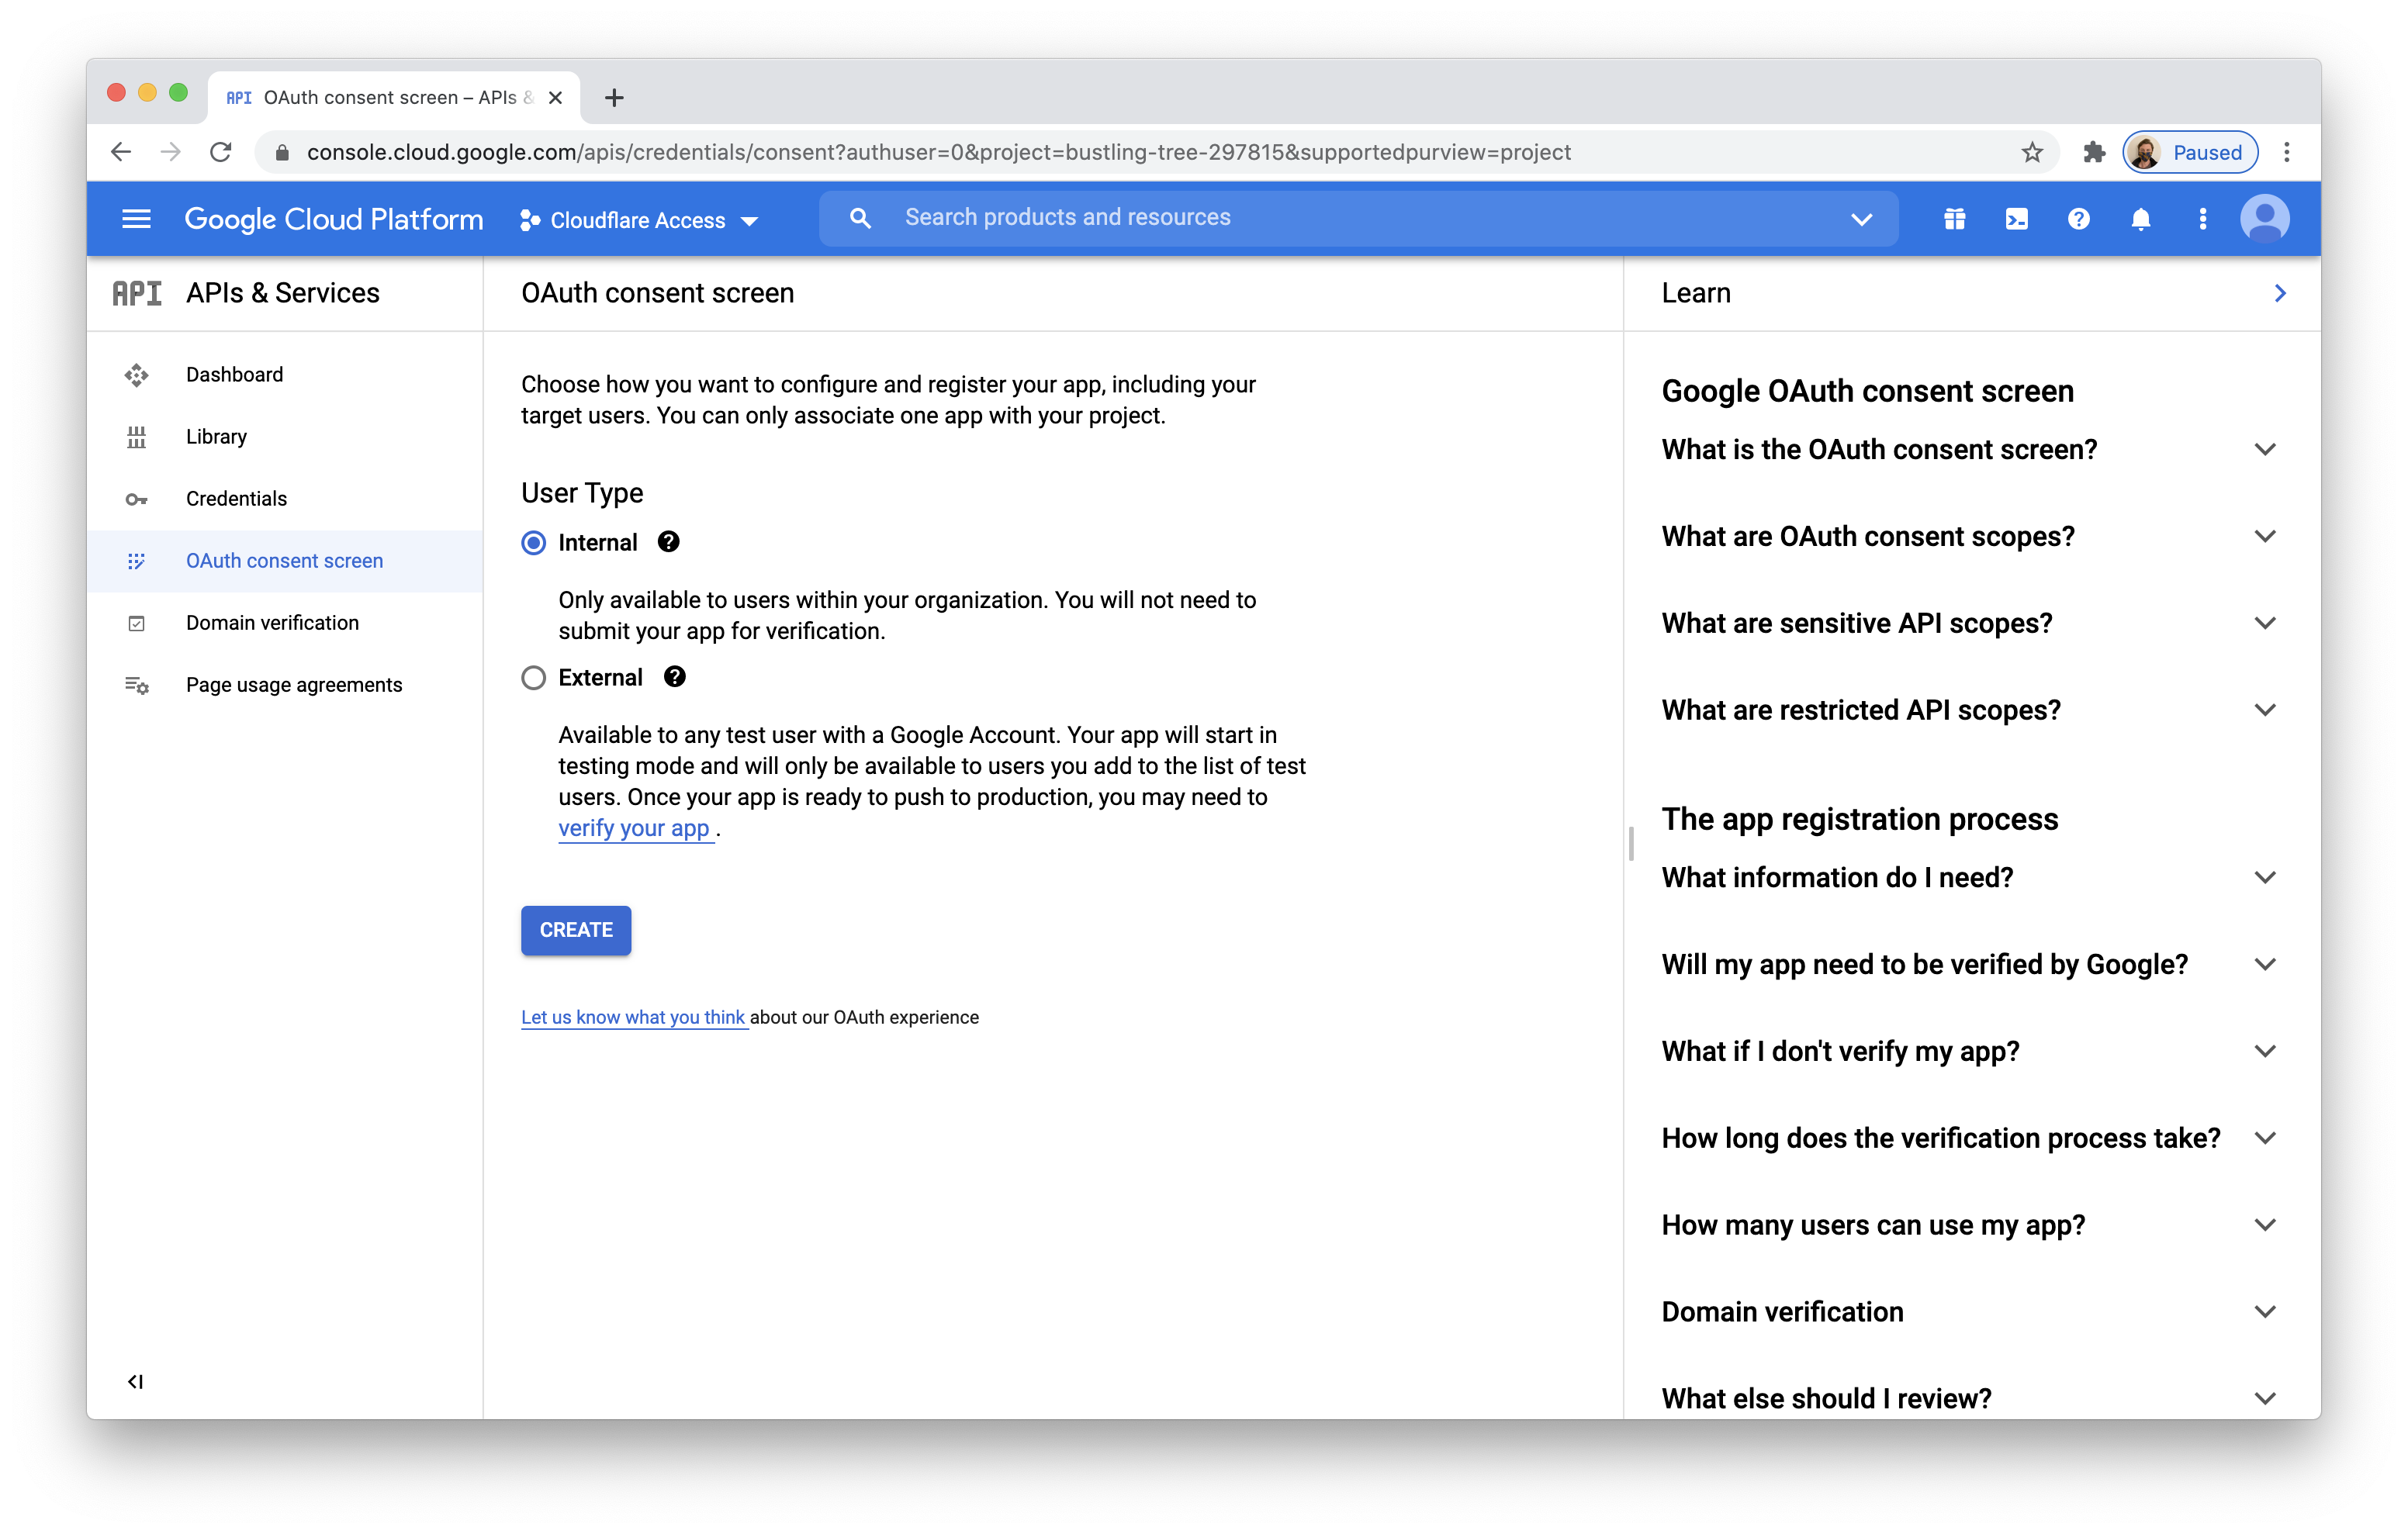 API OAuth consent screen – APIs &
console.cloud.google.com/apis/credentials/consent?authuser=0&project=bustling-tree-297815&supportedpurview=project
Paused
Google Cloud Platform
Cloudflare Access
Search products and resources
API APIs & Services
Dashboard
Library
Credentials
OAuth consent screen
Domain verification
Page usage agreements
OAuth consent screen
Choose how you want to configure and register your app, including your
target users. You can only associate one app with your project.
User Type
Internal
Only available to users within your organization. You will not need to
submit your app for verification.
External
Available to any test user with a Google Account. Your app will start in
testing mode and will only be available to users you add to the list of test
users. Once your app is ready to push to production, you may need to
verify your app .
CREATE
Let us know what you think about our OAuth experience
Learn
Google OAuth consent screen
What is the OAuth consent screen?
What are OAuth consent scopes?
What are sensitive API scopes?
What are restricted API scopes?
The app registration process
What information do I need?
Will my app need to be verified by Google?
What if I don't verify my app?
How long does the verification process take?
How many users can use my app?
Domain verification
What else should I review?